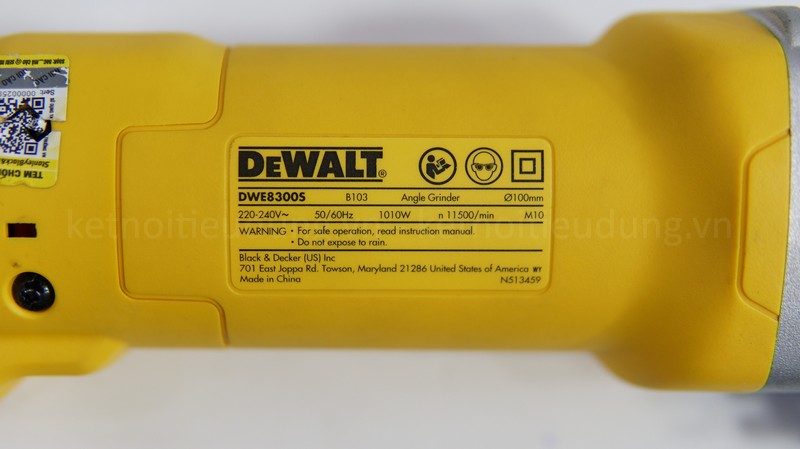 DEWALT®
DWE8300S B103 Angle Grinder Ø100mm
220-240V~ 50/60Hz 1010W n 11500/min M10
WARNING • For safe operation, read instruction manual.
• Do not expose to rain.
Black & Decker (US) Inc
701 East Joppa Rd. Towson, Maryland 21286 United States of America WY
Made in China N513459
TEM CHỐN